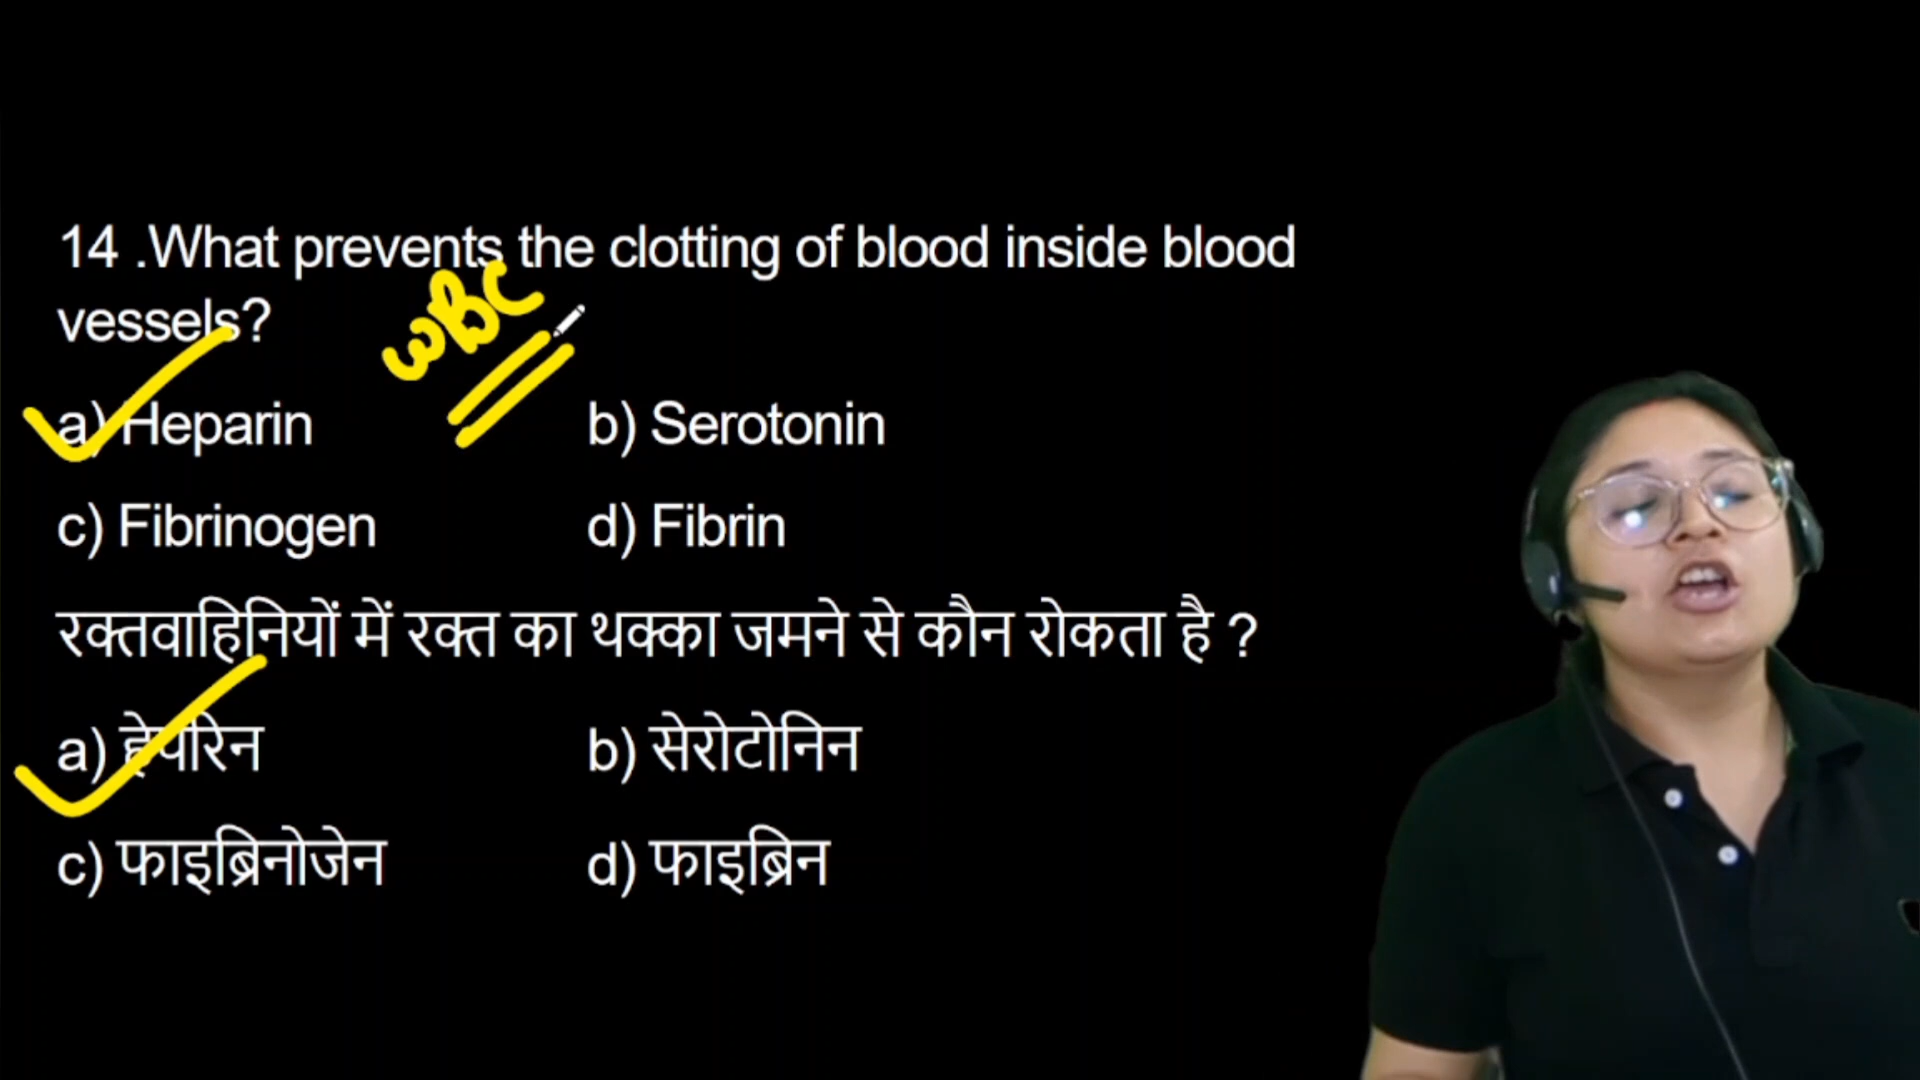 14 .What prevents the clotting of blood inside blood
vessels?
WBC
a) Heparin b) Serotonin
c) Fibrinogen d) Fibrin
रक्तवाहिनियों में रक्त का थक्का जमने से कौन रोकता है ?
a) हेपरिन b) सेरोटोनिन
c) फाइब्रिनोजेन d) फाइब्रिन